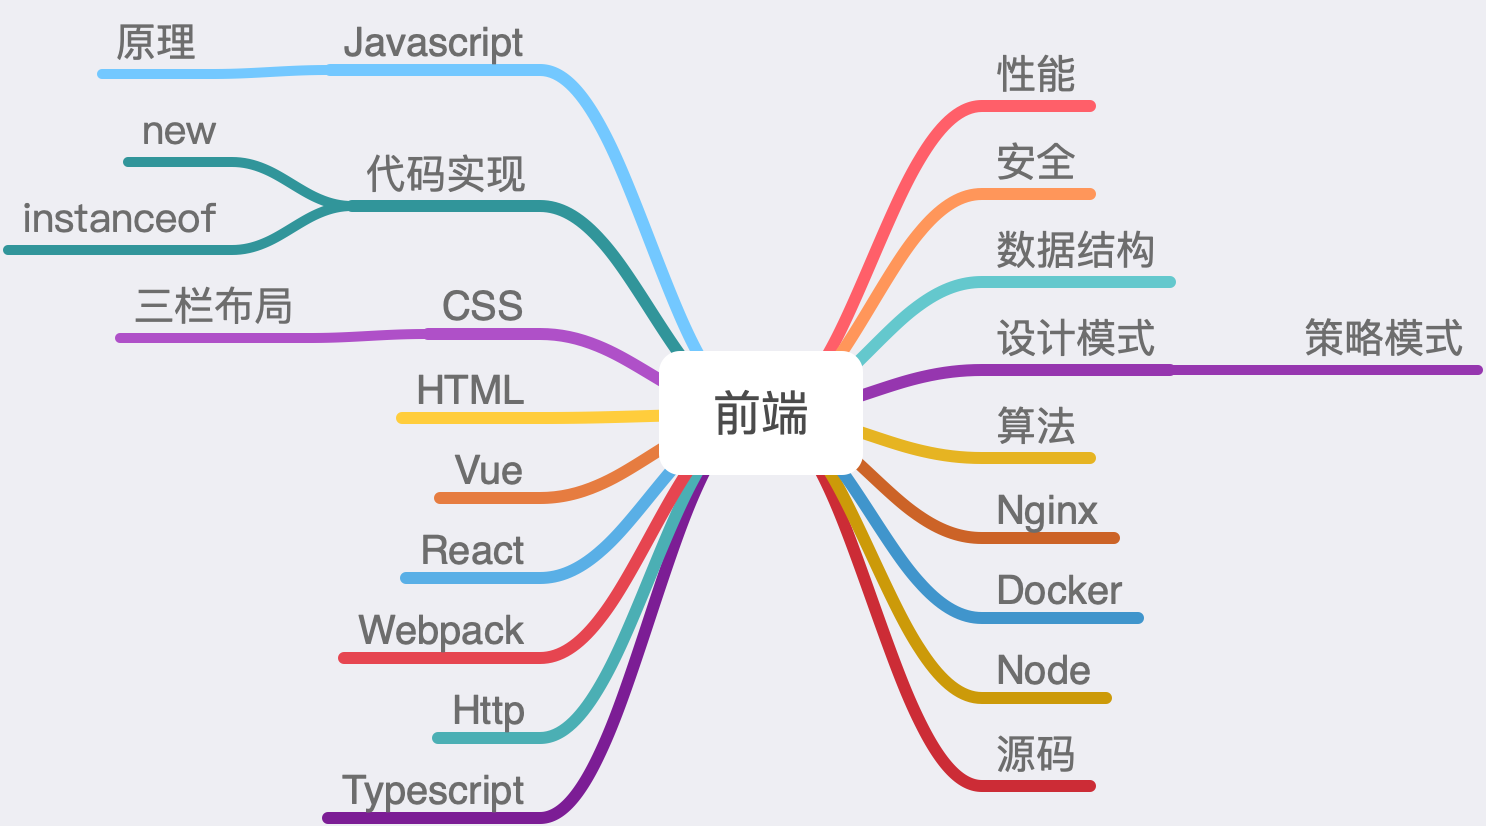 前端
Javascript
原理
代码实现
new
instanceof
CSS
三栏布局
HTML
Vue
React
Webpack
Http
Typescript
性能
安全
数据结构
设计模式
策略模式
算法
Nginx
Docker
Node
源码